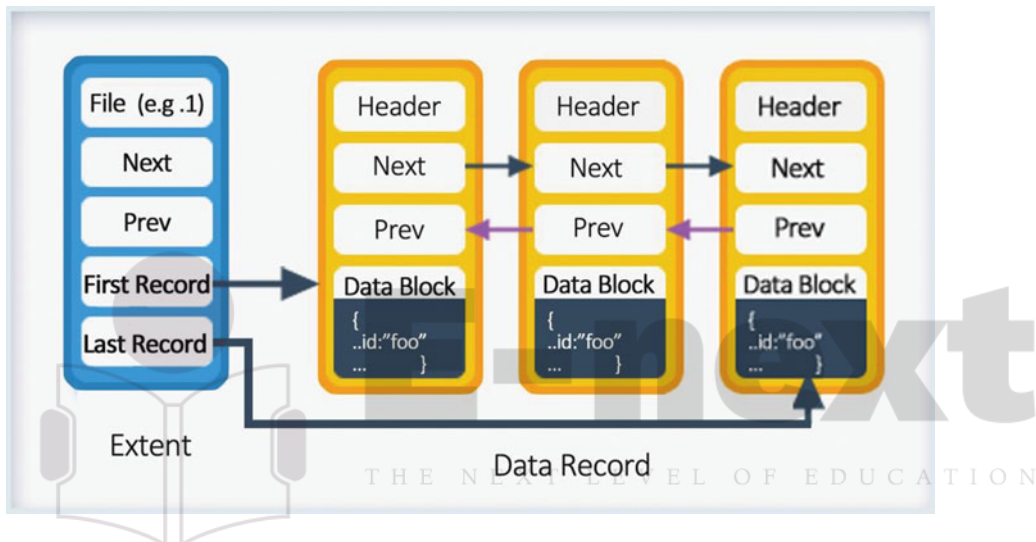 File (e.g .1)
Next
Prev
First Record
Last Record
Extent
Header
Next
Prev
Data Block
{
..id:"foo"
... }
Header
Next
Prev
Data Block
{
..id:"foo"
... }
Header
Next
Prev
Data Block
{
..id:"foo"
... }
Data Record
E-next
THE NEXT LEVEL OF EDUCATION